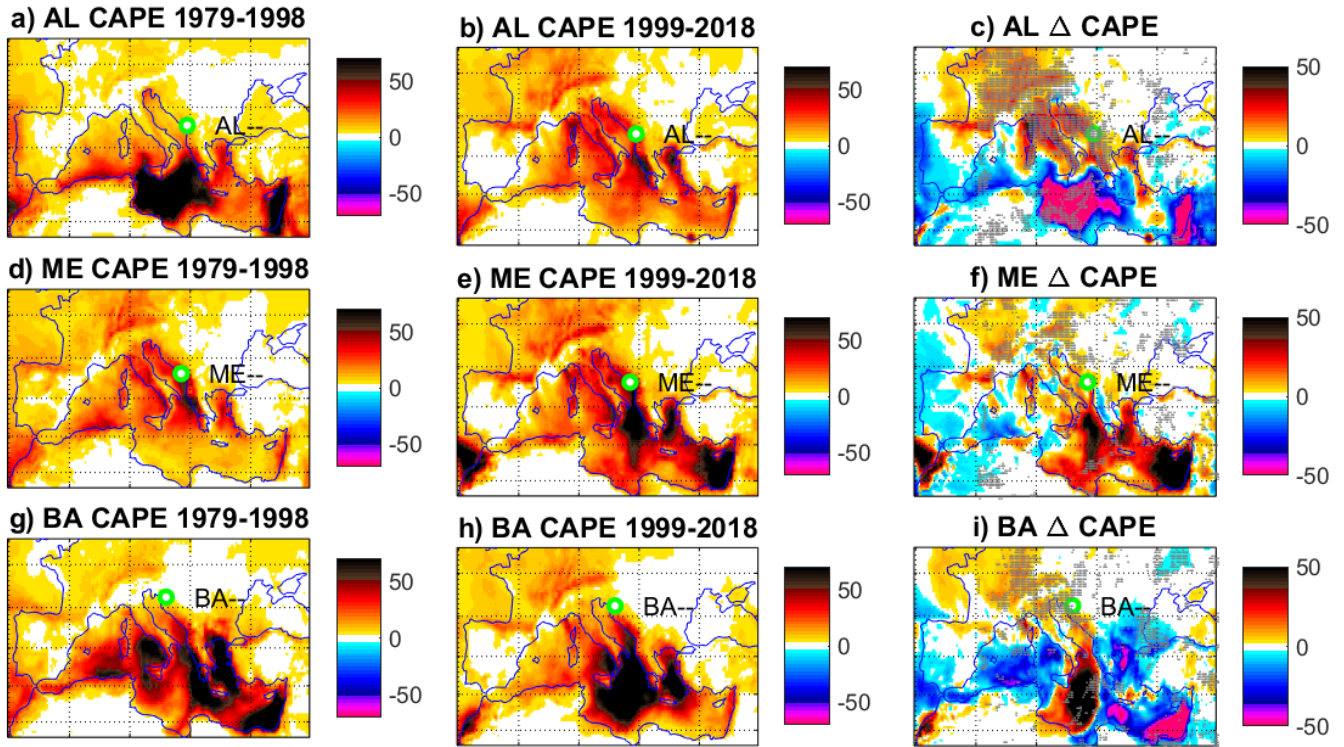 a) AL CAPE 1979-1998
b) AL CAPE 1999-2018
c) AL Δ CAPE
AL--
50
0
-50
AL--
50
0
-50
AL--
50
0
-50
d) ME CAPE 1979-1998
e) ME CAPE 1999-2018
f) ME Δ CAPE
ME--
50
0
-50
ME--
50
0
-50
ME--
50
0
-50
g) BA CAPE 1979-1998
h) BA CAPE 1999-2018
i) BA Δ CAPE
BA--
50
0
-50
BA--
50
0
-50
BA--
50
0
-50